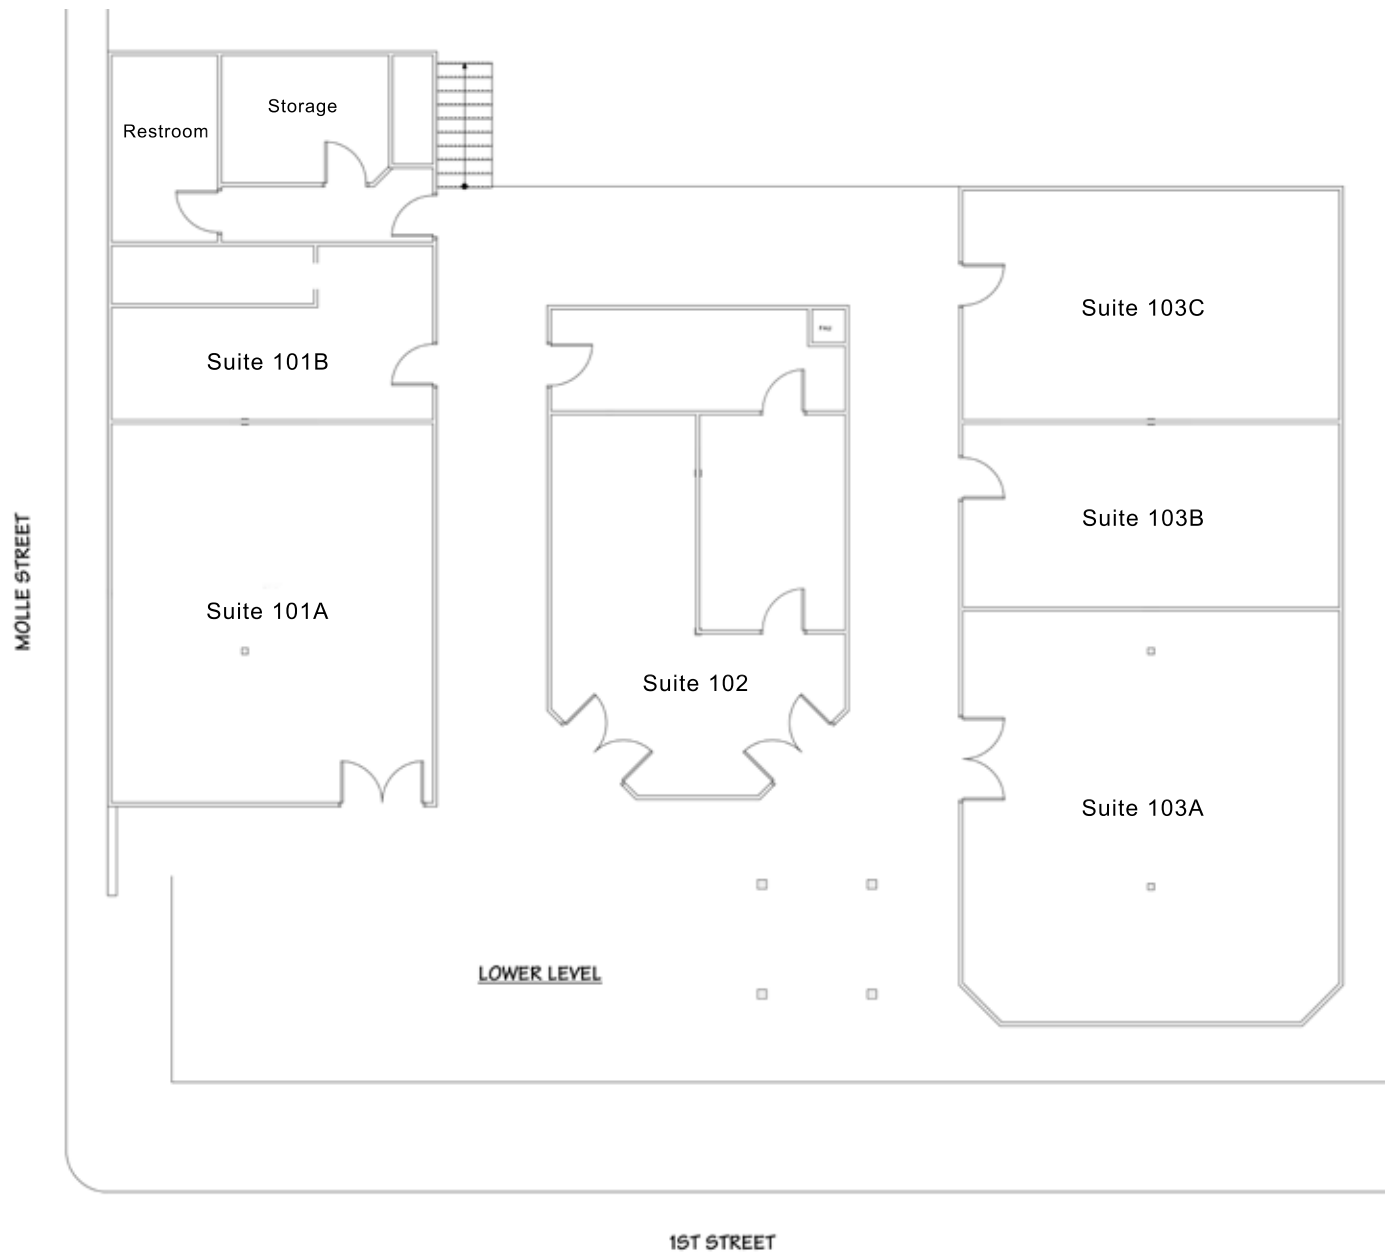 Storage
Restroom
Suite 103C
Suite 101B
Suite 103B
MOLLE STREET
Suite 101A
Suite 102
Suite 103A
LOWER LEVEL
1ST STREET